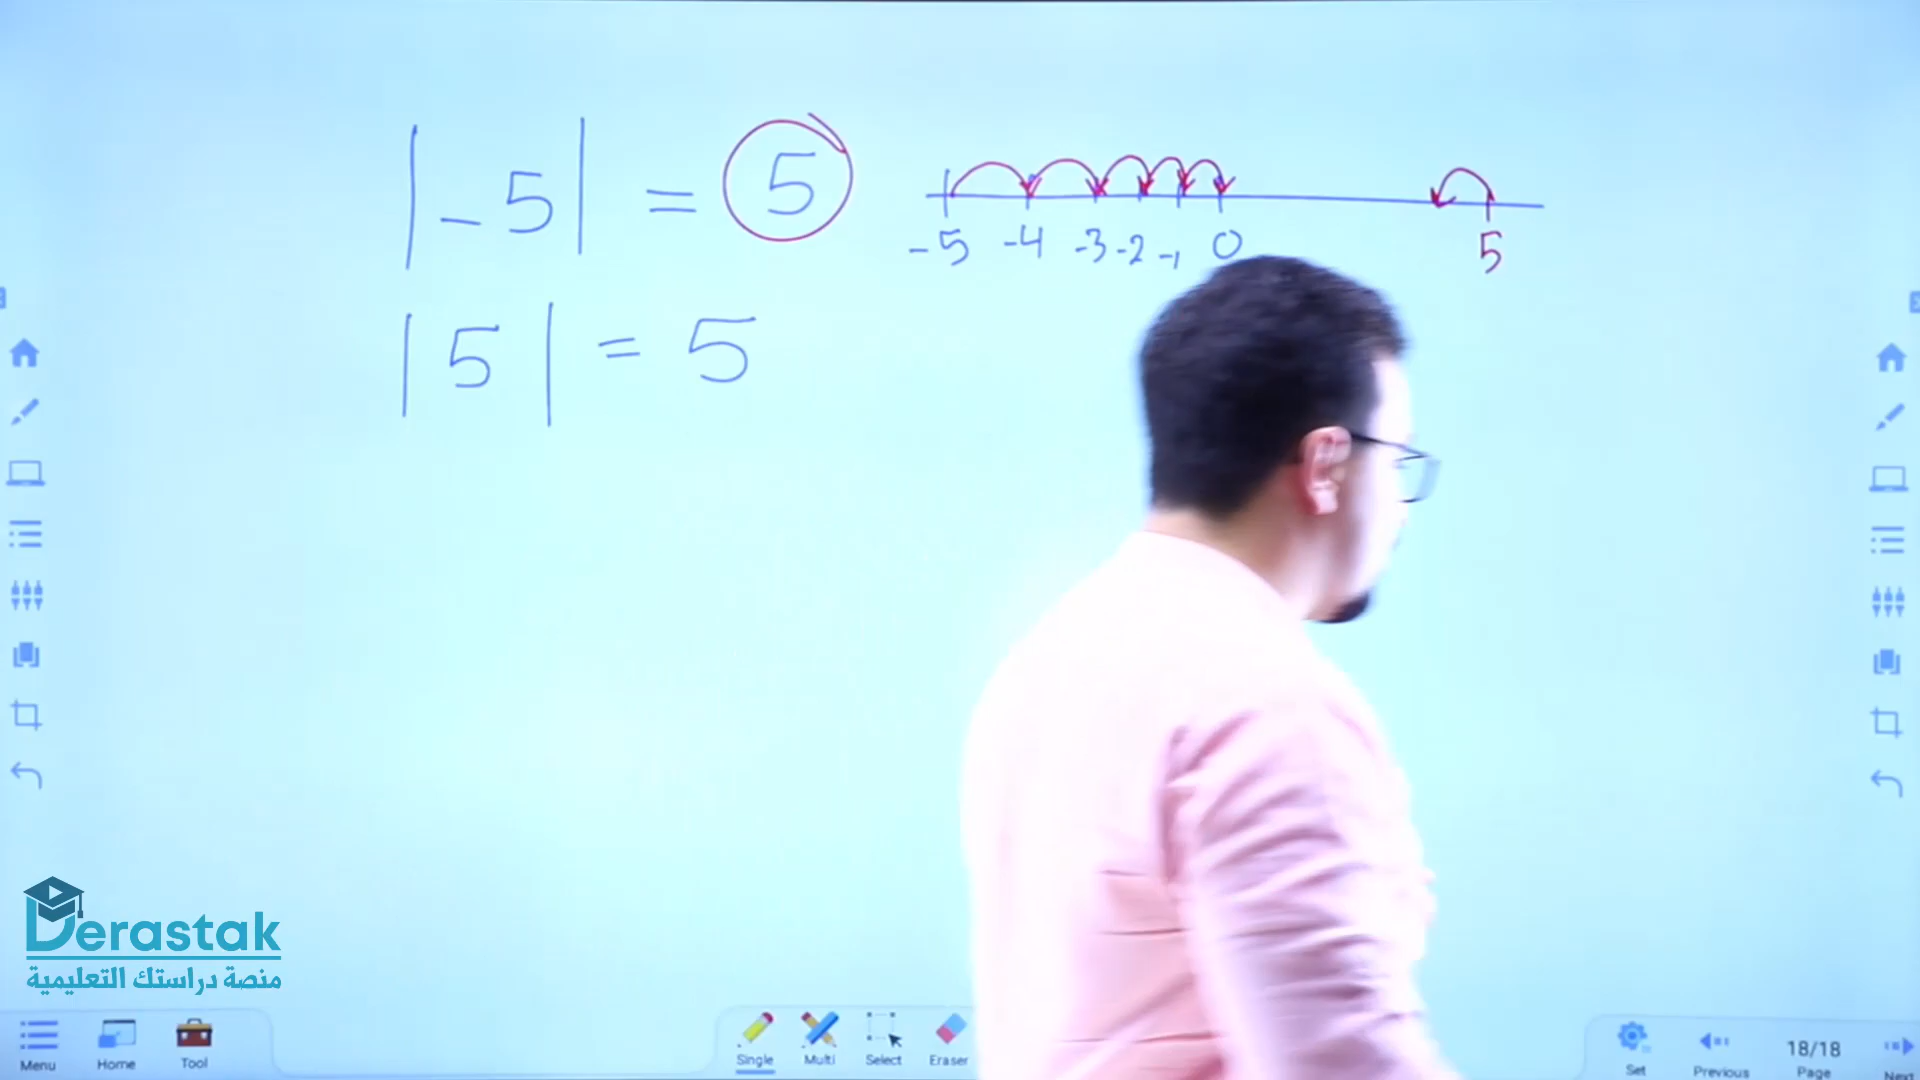 |-5| = 5
-5 -4 -3 -2 -1 0 5
|5| = 5
Derastak
منصة دراستك التعليمية
Menu Home Tool Single Multi Select Eraser Set Previous 18/18 Page Next